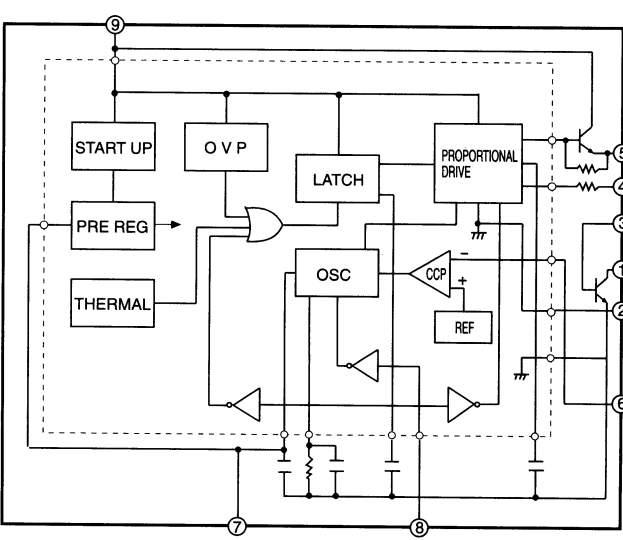 9
START UP
O V P
PROPORTIONAL
DRIVE
5
LATCH
4
PRE REG
3
OSC
CCP
−
+
1
THERMAL
REF
2
6
7
8